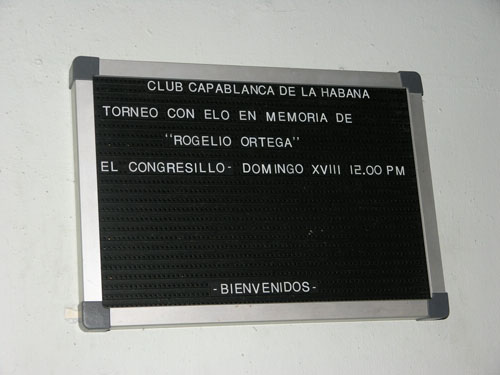 CLUB CAPABLANCA DE LA HABANA
TORNEO CON ELO EN MEMORIA DE
"ROGELIO ORTEGA"
EL CONGRESILLO- DOMINGO XVIII 12.00 PM
-BIENVENIDOS-